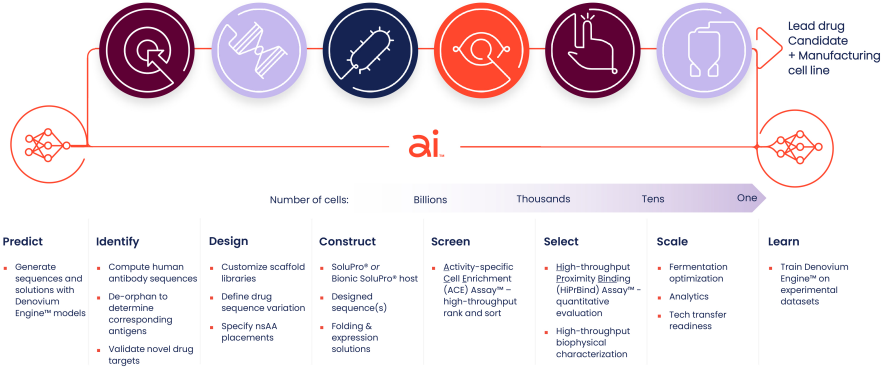 Lead drug
Candidate
+ Manufacturing
cell line
ai™
Number of cells:
Billions
Thousands
Tens
One
Predict
Generate
sequences and
solutions with
Denovium
Engine™ models
Identify
Compute human
antibody sequences
De-orphan to
determine
corresponding
antigens
Validate novel drug
targets
Design
Customize scaffold
libraries
Define drug
sequence variation
Specify nsAA
placements
Construct
SoluPro® or
Bionic SoluPro® host
Designed
sequence(s)
Folding &
expression
solutions
Screen
Activity-specific
Cell Enrichment
(ACE) Assay™ –
high-throughput
rank and sort
Select
High-throughput
Proximity Binding
(HiPrBind) Assay™ -
quantitative
evaluation
High-throughput
biophysical
characterization
Scale
Fermentation
optimization
Analytics
Tech transfer
readiness
Learn
Train Denovium
Engine™ on
experimental
datasets